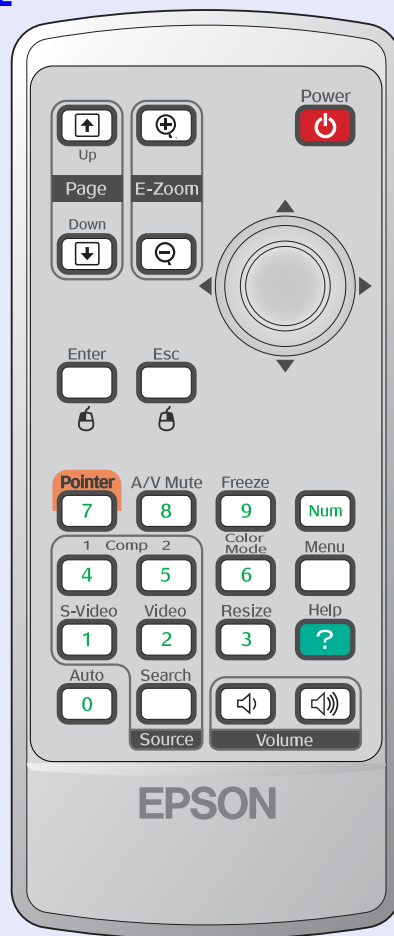 Power
Up
Page E-Zoom
Down
Enter Esc
Pointer A/V Mute Freeze
7 8 9 Num
1 Comp 2 Color Mode Menu
4 5 6
S-Video Video Resize Help
1 2 3 ?
Auto Search
0
Source Volume
EPSON